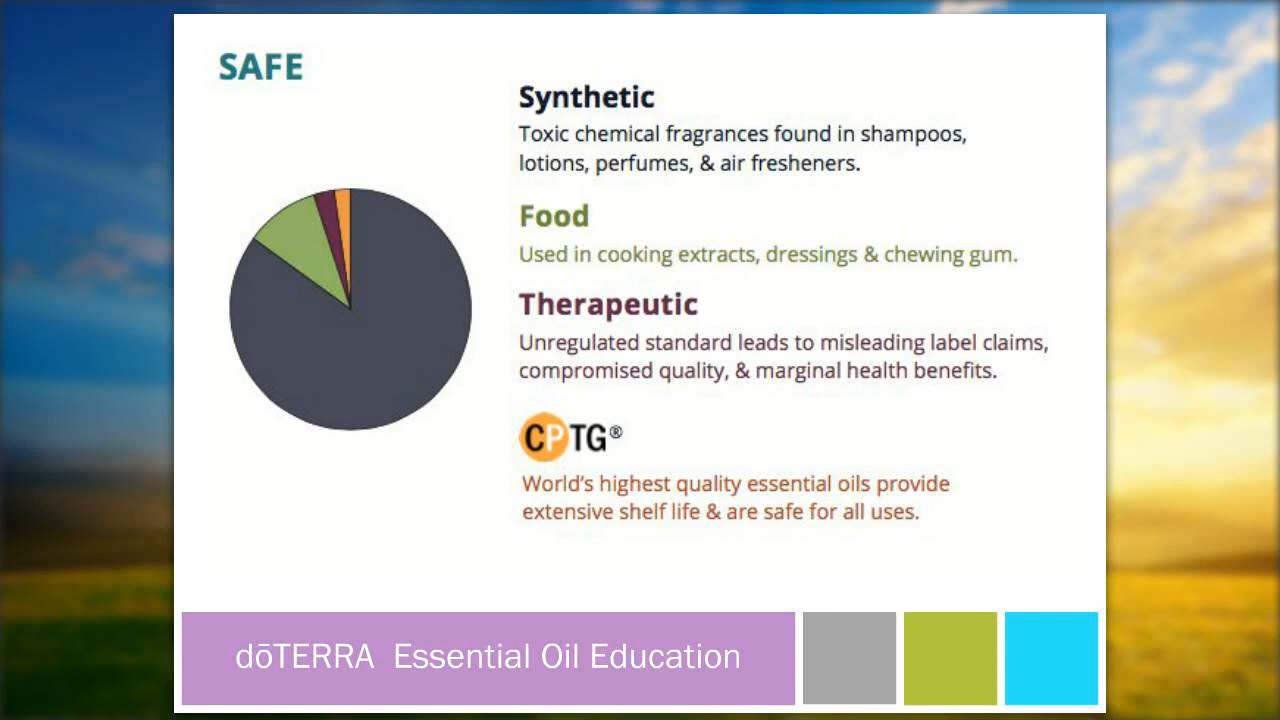 SAFE
Synthetic
Toxic chemical fragrances found in shampoos,
lotions, perfumes, & air fresheners.
Food
Used in cooking extracts, dressings & chewing gum.
Therapeutic
Unregulated standard leads to misleading label claims,
compromised quality, & marginal health benefits.
CPTG®
World's highest quality essential oils provide
extensive shelf life & are safe for all uses.
dōTERRA Essential Oil Education